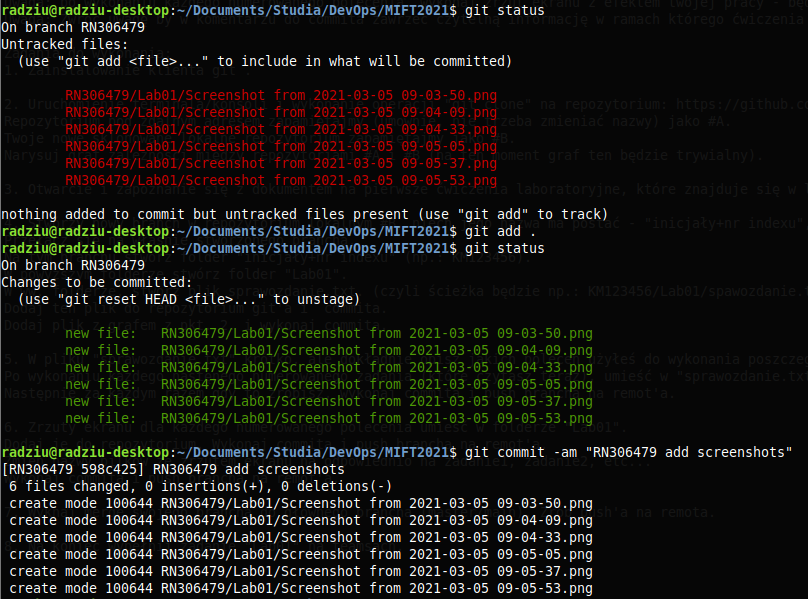 radziu@radziu-desktop:~/Documents/Studia/DevOps/MIFT2021$ git status
On branch RN306479
Untracked files:
  (use "git add <file>..." to include in what will be committed)

        RN306479/Lab01/Screenshot from 2021-03-05 09-03-50.png
        RN306479/Lab01/Screenshot from 2021-03-05 09-04-09.png
        RN306479/Lab01/Screenshot from 2021-03-05 09-04-33.png
        RN306479/Lab01/Screenshot from 2021-03-05 09-05-05.png
        RN306479/Lab01/Screenshot from 2021-03-05 09-05-37.png
        RN306479/Lab01/Screenshot from 2021-03-05 09-05-53.png

nothing added to commit but untracked files present (use "git add" to track)
radziu@radziu-desktop:~/Documents/Studia/DevOps/MIFT2021$ git add .
radziu@radziu-desktop:~/Documents/Studia/DevOps/MIFT2021$ git status
On branch RN306479
Changes to be committed:
  (use "git reset HEAD <file>..." to unstage)

        new file:   RN306479/Lab01/Screenshot from 2021-03-05 09-03-50.png
        new file:   RN306479/Lab01/Screenshot from 2021-03-05 09-04-09.png
        new file:   RN306479/Lab01/Screenshot from 2021-03-05 09-04-33.png
        new file:   RN306479/Lab01/Screenshot from 2021-03-05 09-05-05.png
        new file:   RN306479/Lab01/Screenshot from 2021-03-05 09-05-37.png
        new file:   RN306479/Lab01/Screenshot from 2021-03-05 09-05-53.png

radziu@radziu-desktop:~/Documents/Studia/DevOps/MIFT2021$ git commit -am "RN306479 add screenshots"
[RN306479 598c425] RN306479 add screenshots
 6 files changed, 0 insertions(+), 0 deletions(-)
 create mode 100644 RN306479/Lab01/Screenshot from 2021-03-05 09-03-50.png
 create mode 100644 RN306479/Lab01/Screenshot from 2021-03-05 09-04-09.png
 create mode 100644 RN306479/Lab01/Screenshot from 2021-03-05 09-04-33.png
 create mode 100644 RN306479/Lab01/Screenshot from 2021-03-05 09-05-05.png
 create mode 100644 RN306479/Lab01/Screenshot from 2021-03-05 09-05-37.png
 create mode 100644 RN306479/Lab01/Screenshot from 2021-03-05 09-05-53.png